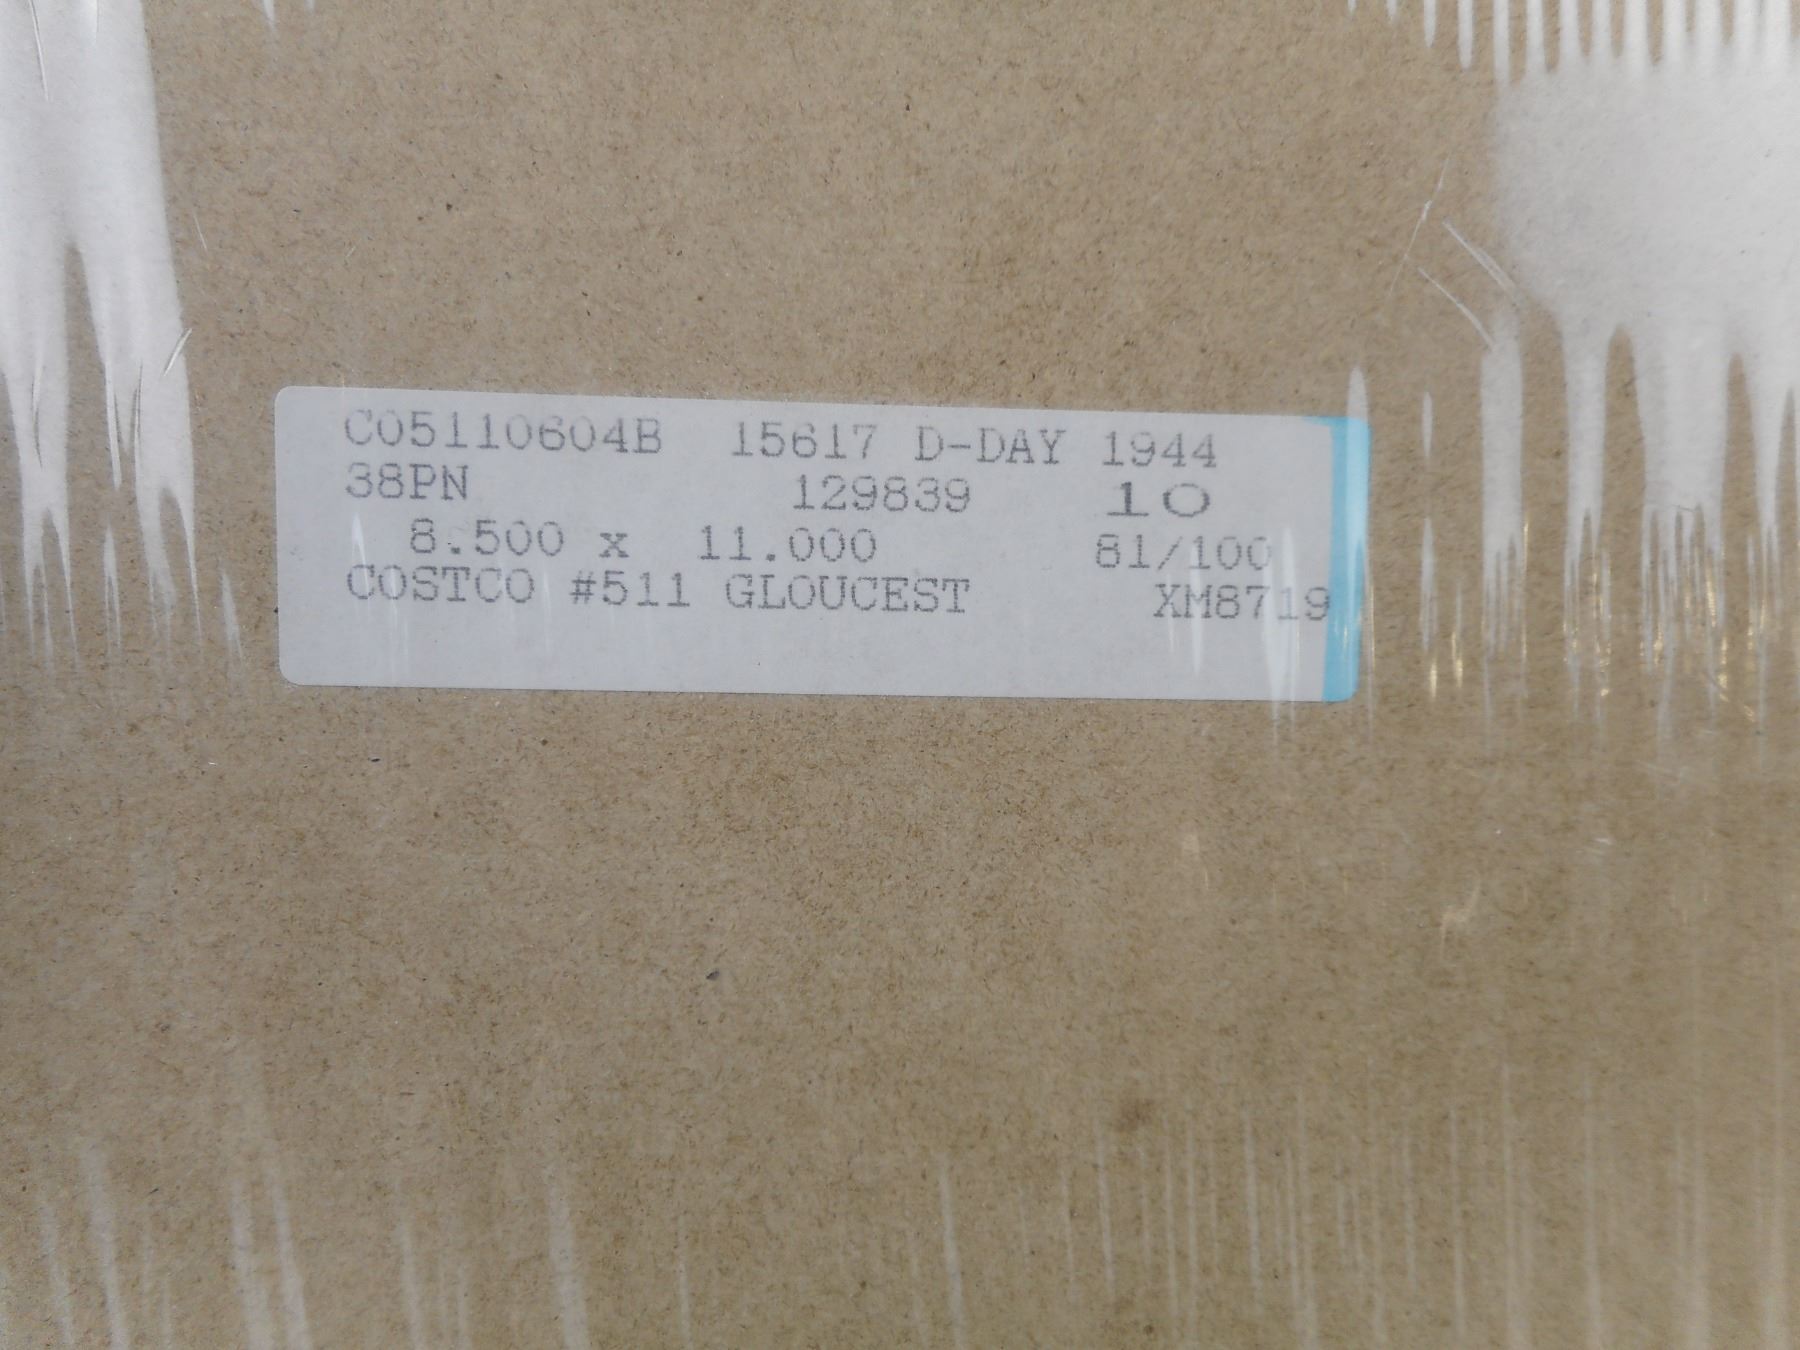 C05110604B 15617 D-DAY 1944
38PN 129839 10
8.500 x 11.000 81/100
COSTCO #511 GLOUCEST XM8719